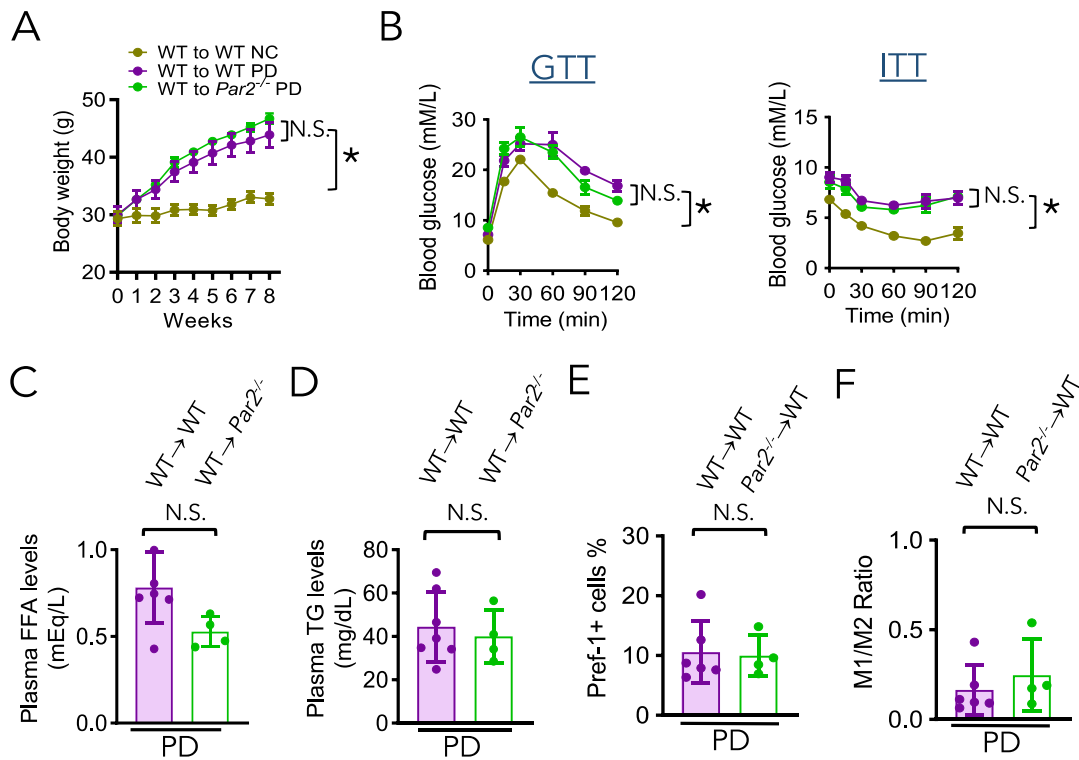 A
WT to WT NC
WT to WT PD
WT to Par2-/- PD
Body weight (g)
50
40
30
20
0 1 2 3 4 5 6 7 8
Weeks
N.S.
*
B
GTT
Blood glucose (mM/L)
30
20
10
0
0 30 60 90 120
Time (min)
N.S.
*
ITT
Blood glucose (mM/L)
15
10
5
0
0 30 60 90 120
Time (min)
N.S.
*
C
WT→WT
WT→Par2-/-
N.S.
Plasma FFA levels
(mEq/L)
1.0
0.5
0.0
PD
D
WT→WT
WT→Par2-/-
N.S.
Plasma TG levels
(mg/dL)
80
60
40
20
0
PD
E
WT→WT
Par2-/-→WT
N.S.
Pref-1+ cells %
30
20
10
0
PD
F
WT→WT
Par2-/-→WT
N.S.
M1/M2 Ratio
1.0
0.5
0.0
PD